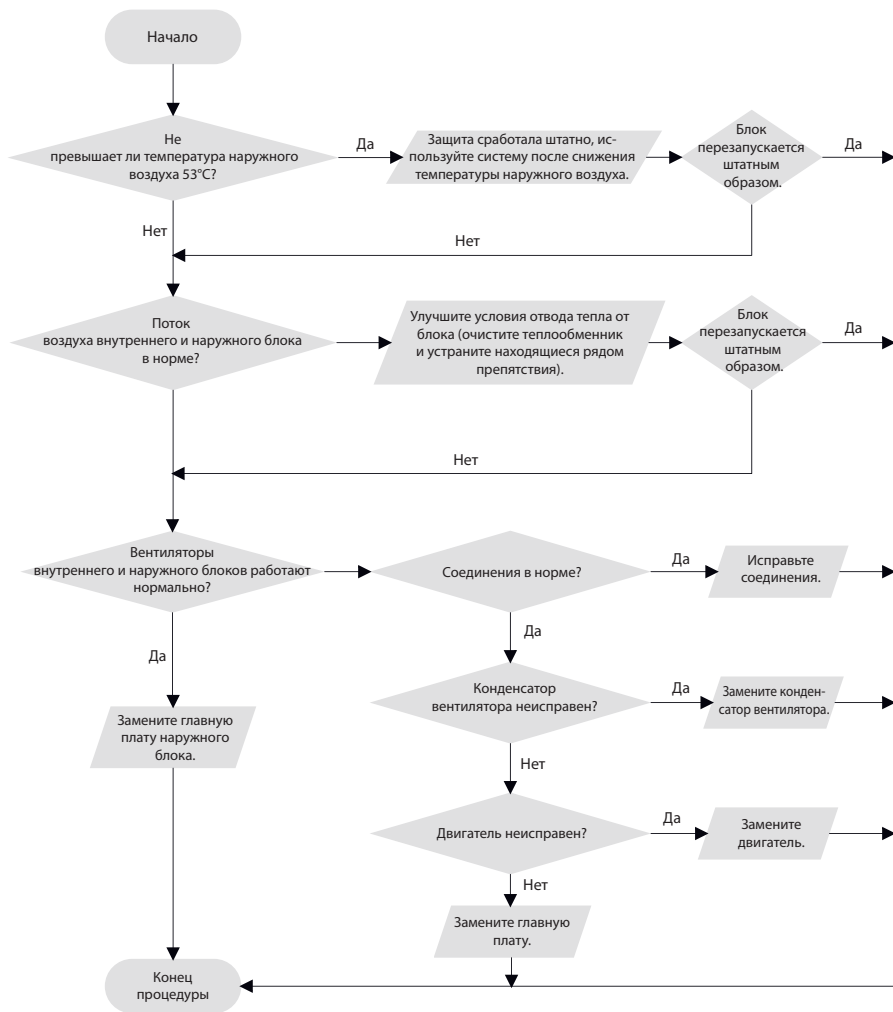 Начало
Не
превышает ли температура наружного
воздуха 53°C?
Да
Защита сработала штатно, ис-
пользуйте систему после снижения
температуры наружного воздуха.
Блок
перезапускается
штатным
образом.
Да
Нет
Нет
Поток
воздуха внутреннего и наружного блока
в норме?
Улучшите условия отвода тепла от
блока (очистите теплообменник
и устраните находящиеся рядом
препятствия).
Блок
перезапускается
штатным
образом.
Да
Нет
Вентиляторы
внутреннего и наружного блоков работают
нормально?
Соединения в норме?
Да
Исправьте
соединения.
Да
Да
Конденсатор
вентилятора неисправен?
Да
Замените конден-
сатор вентилятора.
Замените главную
плату наружного
блока.
Нет
Двигатель неисправен?
Да
Замените
двигатель.
Нет
Замените главную
плату.
Конец
процедуры